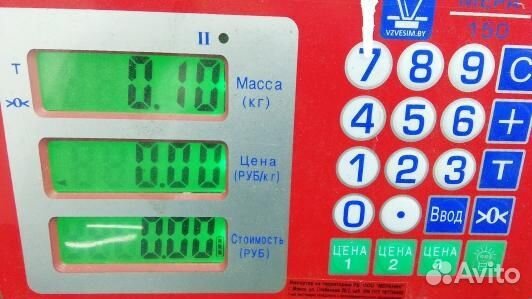 II
T
>0<
0.10
Масса
(кг)
0.00
Цена
(РУБ/кг)
0.00
Стоимость
(РУБ)
VZVESIM.BY
150
7 8 9 C
4 5 6 +
1 2 3 T
0 . Ввод >0<
ЦЕНА 1
ЦЕНА 2
ЦЕНА
Avito